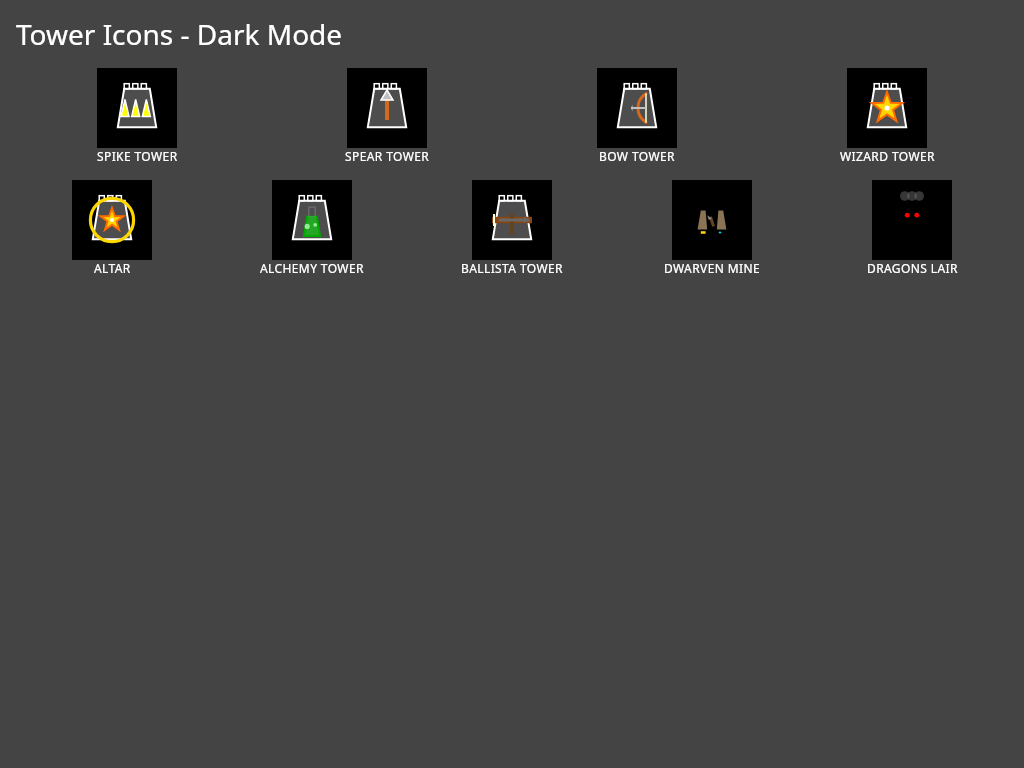 Tower Icons - Dark Mode
SPIKE TOWER
SPEAR TOWER
BOW TOWER
WIZARD TOWER
ALTAR
ALCHEMY TOWER
BALLISTA TOWER
DWARVEN MINE
DRAGONS LAIR